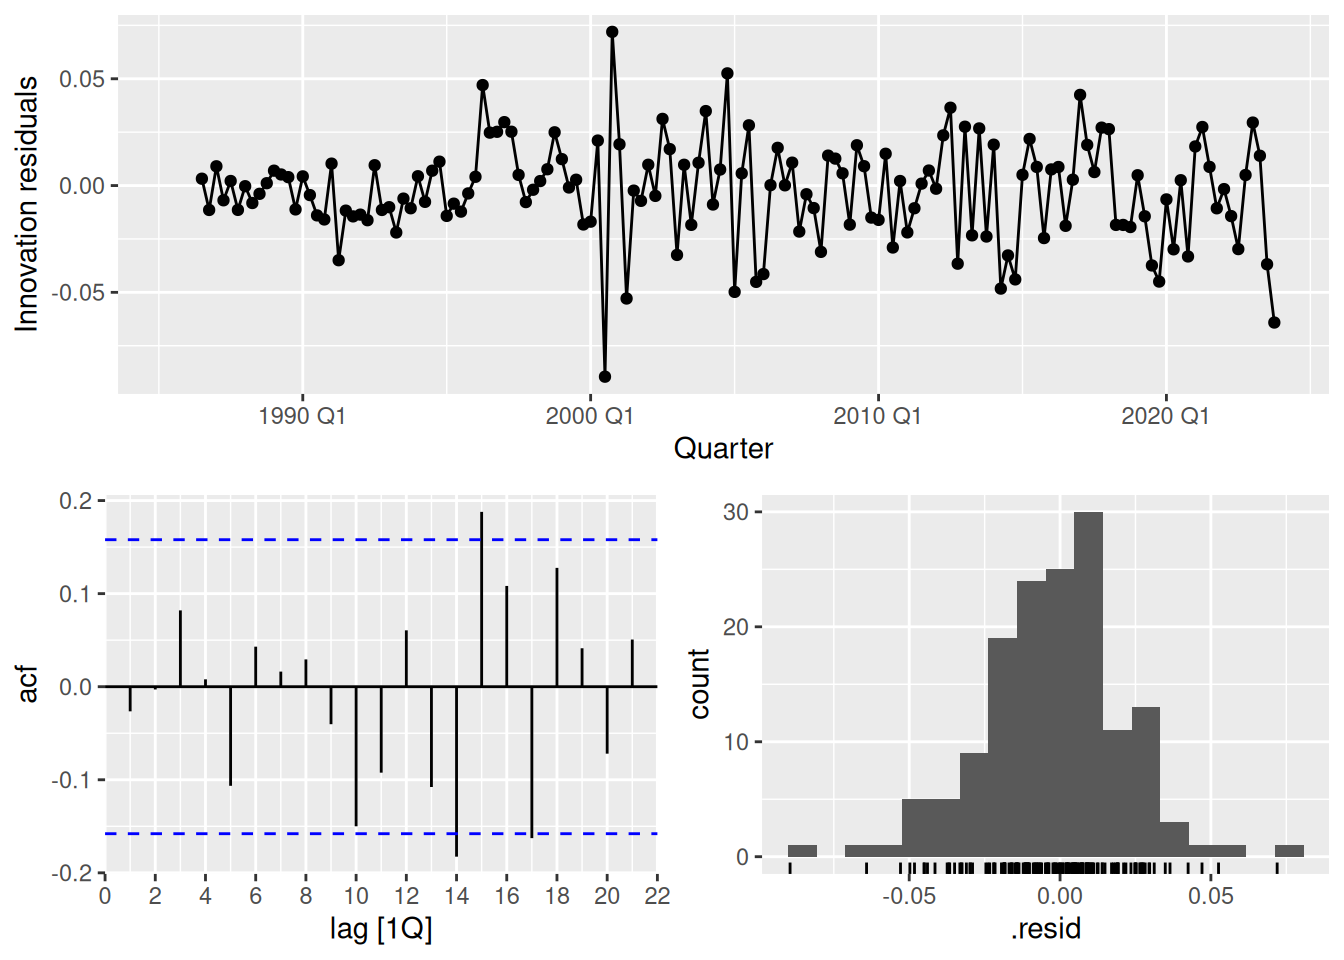 Innovation residuals
0.05
0.00
-0.05
1990 Q1 2000 Q1 2010 Q1 2020 Q1
Quarter
acf
0.2
0.1
0.0
-0.1
-0.2
0 2 4 6 8 10 12 14 16 18 20 22
lag [1Q]
count
30
20
10
0
-0.05 0.00 0.05
.resid